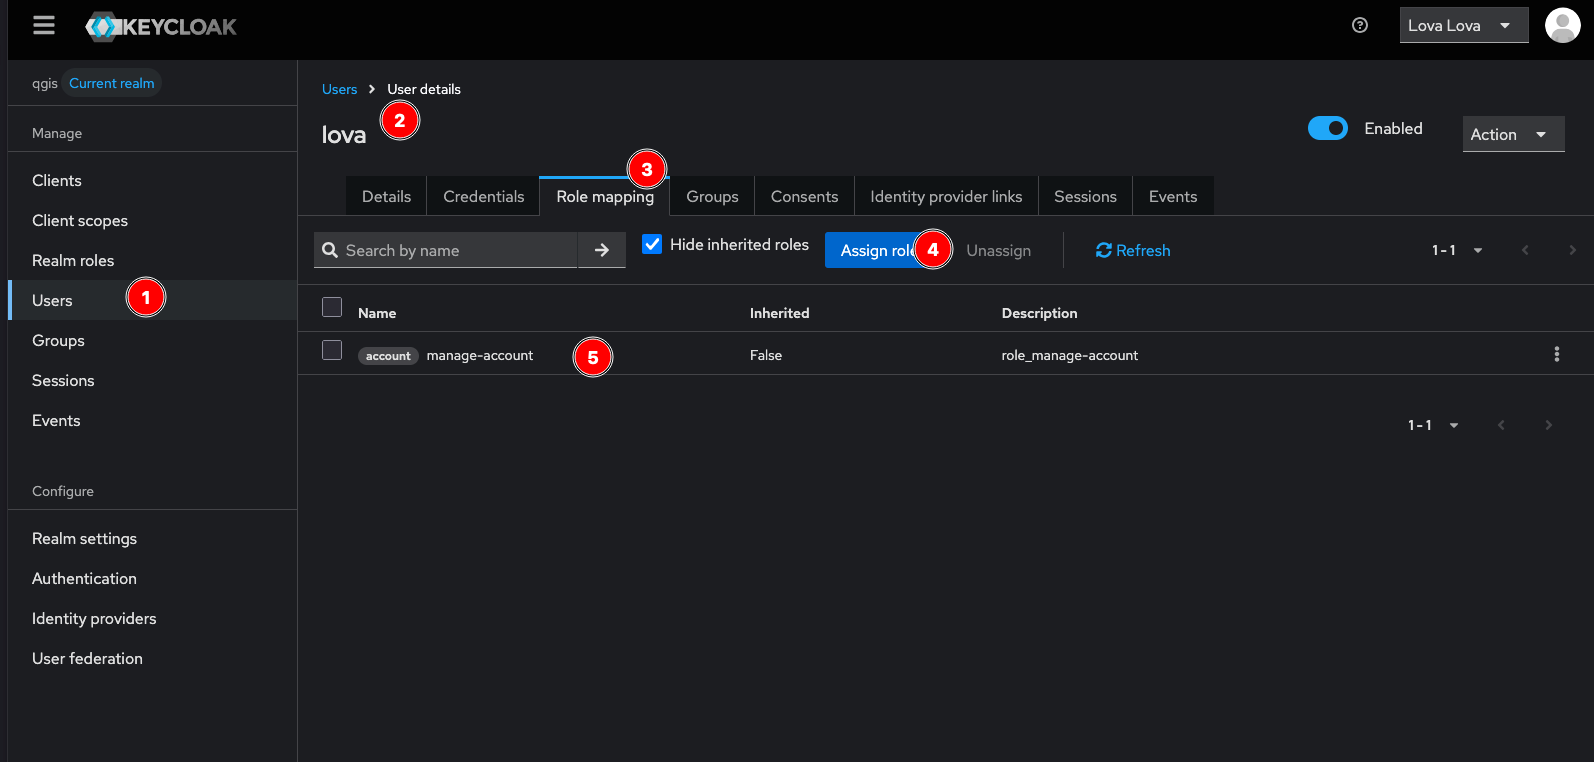 KEYCLOAK
Lova Lova
qgis Current realm
Manage
Clients
Client scopes
Realm roles
Users 1
Groups
Sessions
Events
Configure
Realm settings
Authentication
Identity providers
User federation
Users User details
2
lova
Enabled
Action
3
Details Credentials Role mapping Groups Consents Identity provider links Sessions Events
Search by name Hide inherited roles Assign role 4 Unassign Refresh 1 - 1
Name Inherited Description
account manage-account 5 False role_manage-account
1 - 1